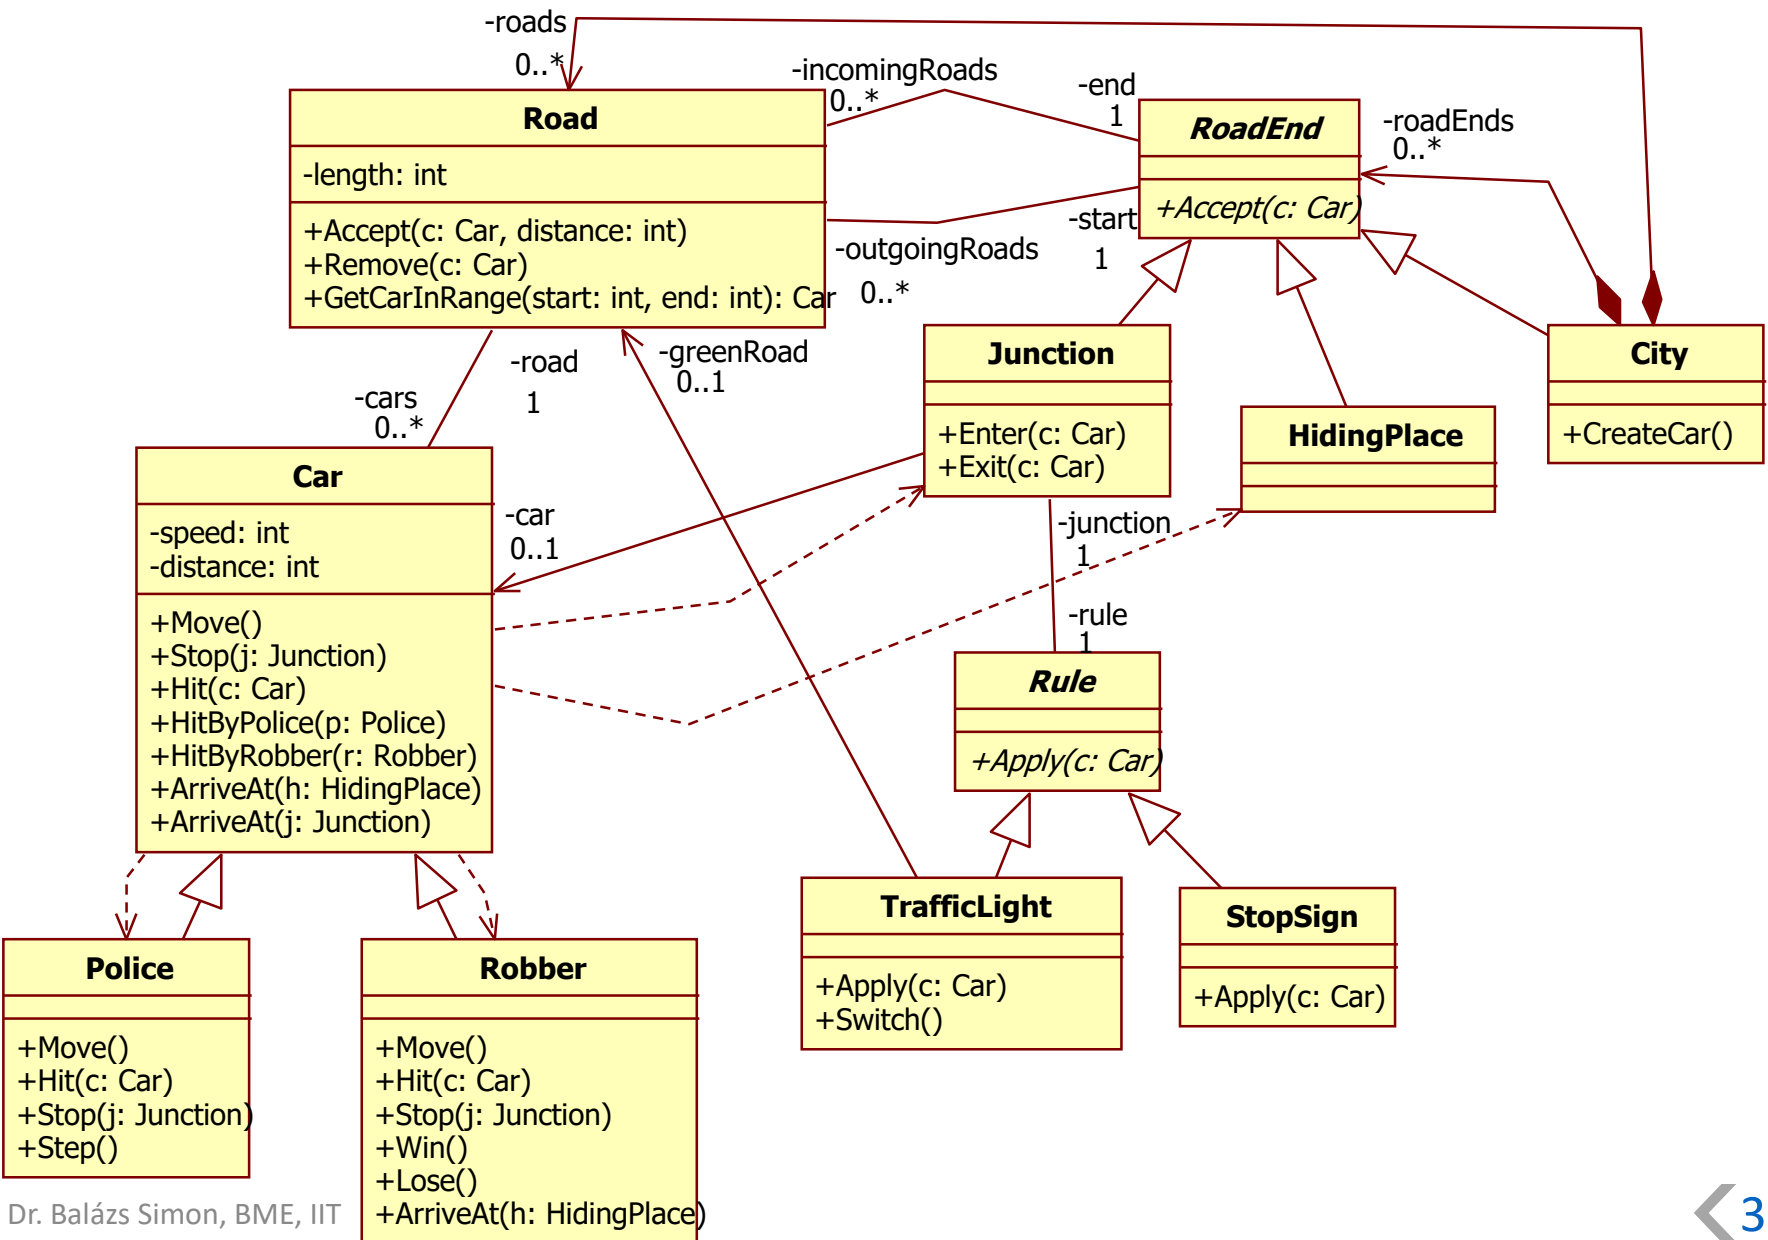 -roads
0..*
-incomingRoads
0..*
-end
1
-roadEnds
0..*
Road
-length: int
+Accept(c: Car, distance: int)
+Remove(c: Car)
+GetCarInRange(start: int, end: int): Car
RoadEnd
+Accept(c: Car)
-start
1
-outgoingRoads
0..*
-road
1
-greenRoad
0..1
-cars
0..*
Junction
+Enter(c: Car)
+Exit(c: Car)
HidingPlace
City
+CreateCar()
Car
-speed: int
-distance: int
+Move()
+Stop(j: Junction)
+Hit(c: Car)
+HitByPolice(p: Police)
+HitByRobber(r: Robber)
+ArriveAt(h: HidingPlace)
+ArriveAt(j: Junction)
-car
0..1
-junction
1
-rule
1
Rule
+Apply(c: Car)
TrafficLight
+Apply(c: Car)
+Switch()
StopSign
+Apply(c: Car)
Police
+Move()
+Hit(c: Car)
+Stop(j: Junction)
+Step()
Robber
+Move()
+Hit(c: Car)
+Stop(j: Junction)
+Win()
+Lose()
+ArriveAt(h: HidingPlace)
Dr. Balázs Simon, BME, IIT
3